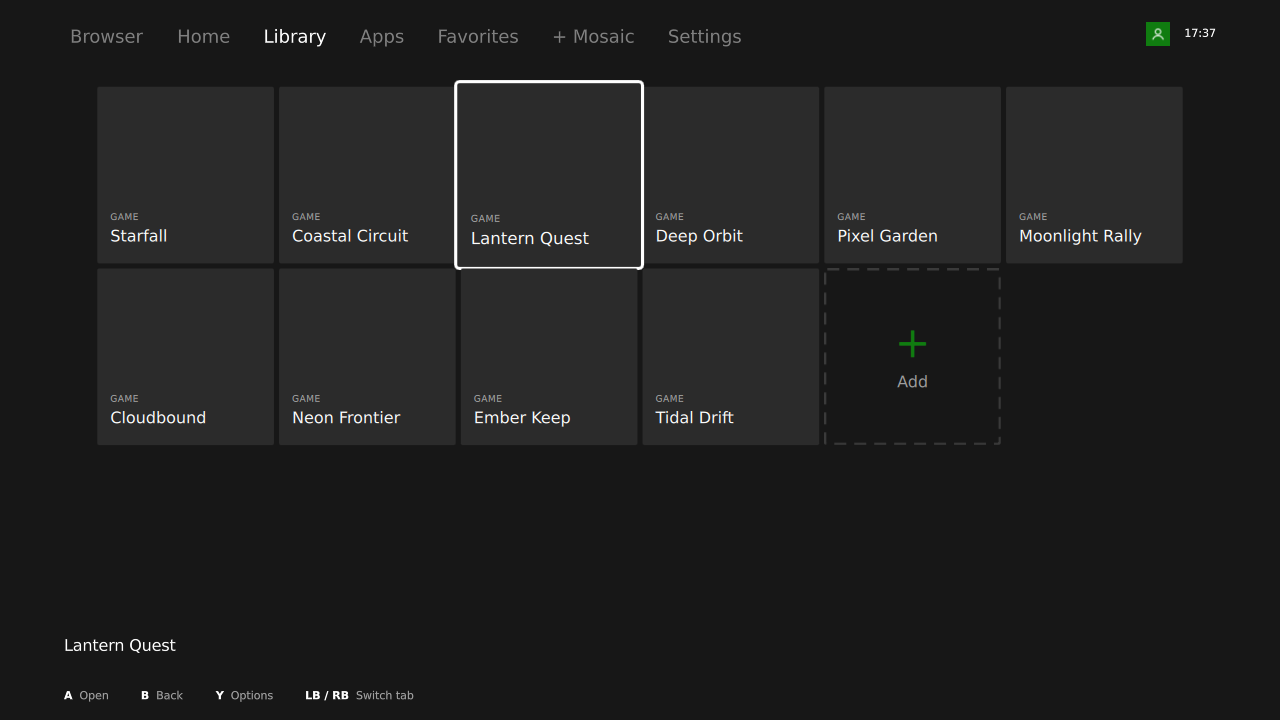 Browser Home Library Apps Favorites + Mosaic Settings 17:37
GAME GAME GAME GAME GAME GAME
Starfall Coastal Circuit Lantern Quest Deep Orbit Pixel Garden Moonlight Rally
GAME GAME GAME GAME
Cloudbound Neon Frontier Ember Keep Tidal Drift
+
Add
Lantern Quest
A Open B Back Y Options LB / RB Switch tab